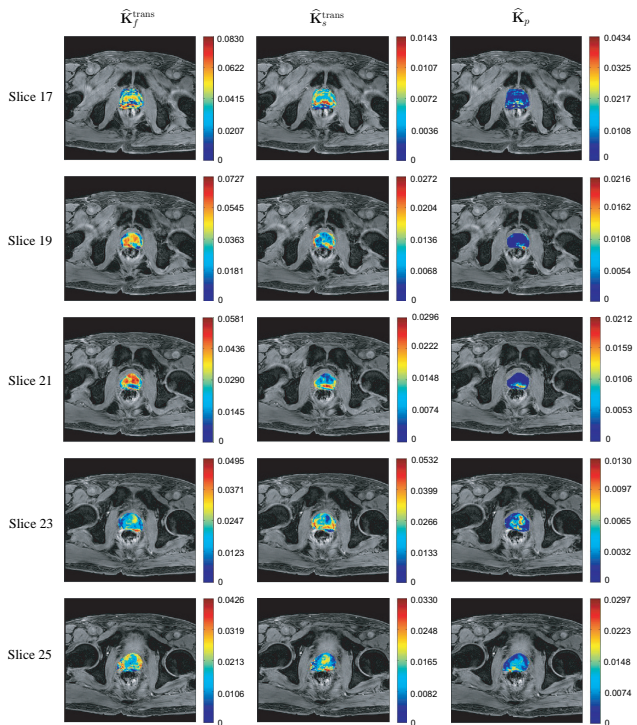 K̂_f^trans K̂_s^trans K̂_p
Slice 17
0.0830 0.0143 0.0434
0.0622 0.0107 0.0325
0.0415 0.0072 0.0217
0.0207 0.0036 0.0108
0 0 0
Slice 19
0.0727 0.0272 0.0216
0.0545 0.0204 0.0162
0.0363 0.0136 0.0108
0.0181 0.0068 0.0054
0 0 0
Slice 21
0.0581 0.0296 0.0212
0.0436 0.0222 0.0159
0.0290 0.0148 0.0106
0.0145 0.0074 0.0053
0 0 0
Slice 23
0.0495 0.0532 0.0130
0.0371 0.0399 0.0097
0.0247 0.0266 0.0065
0.0123 0.0133 0.0032
0 0 0
Slice 25
0.0426 0.0330 0.0297
0.0319 0.0248 0.0223
0.0213 0.0165 0.0148
0.0106 0.0082 0.0074
0 0 0